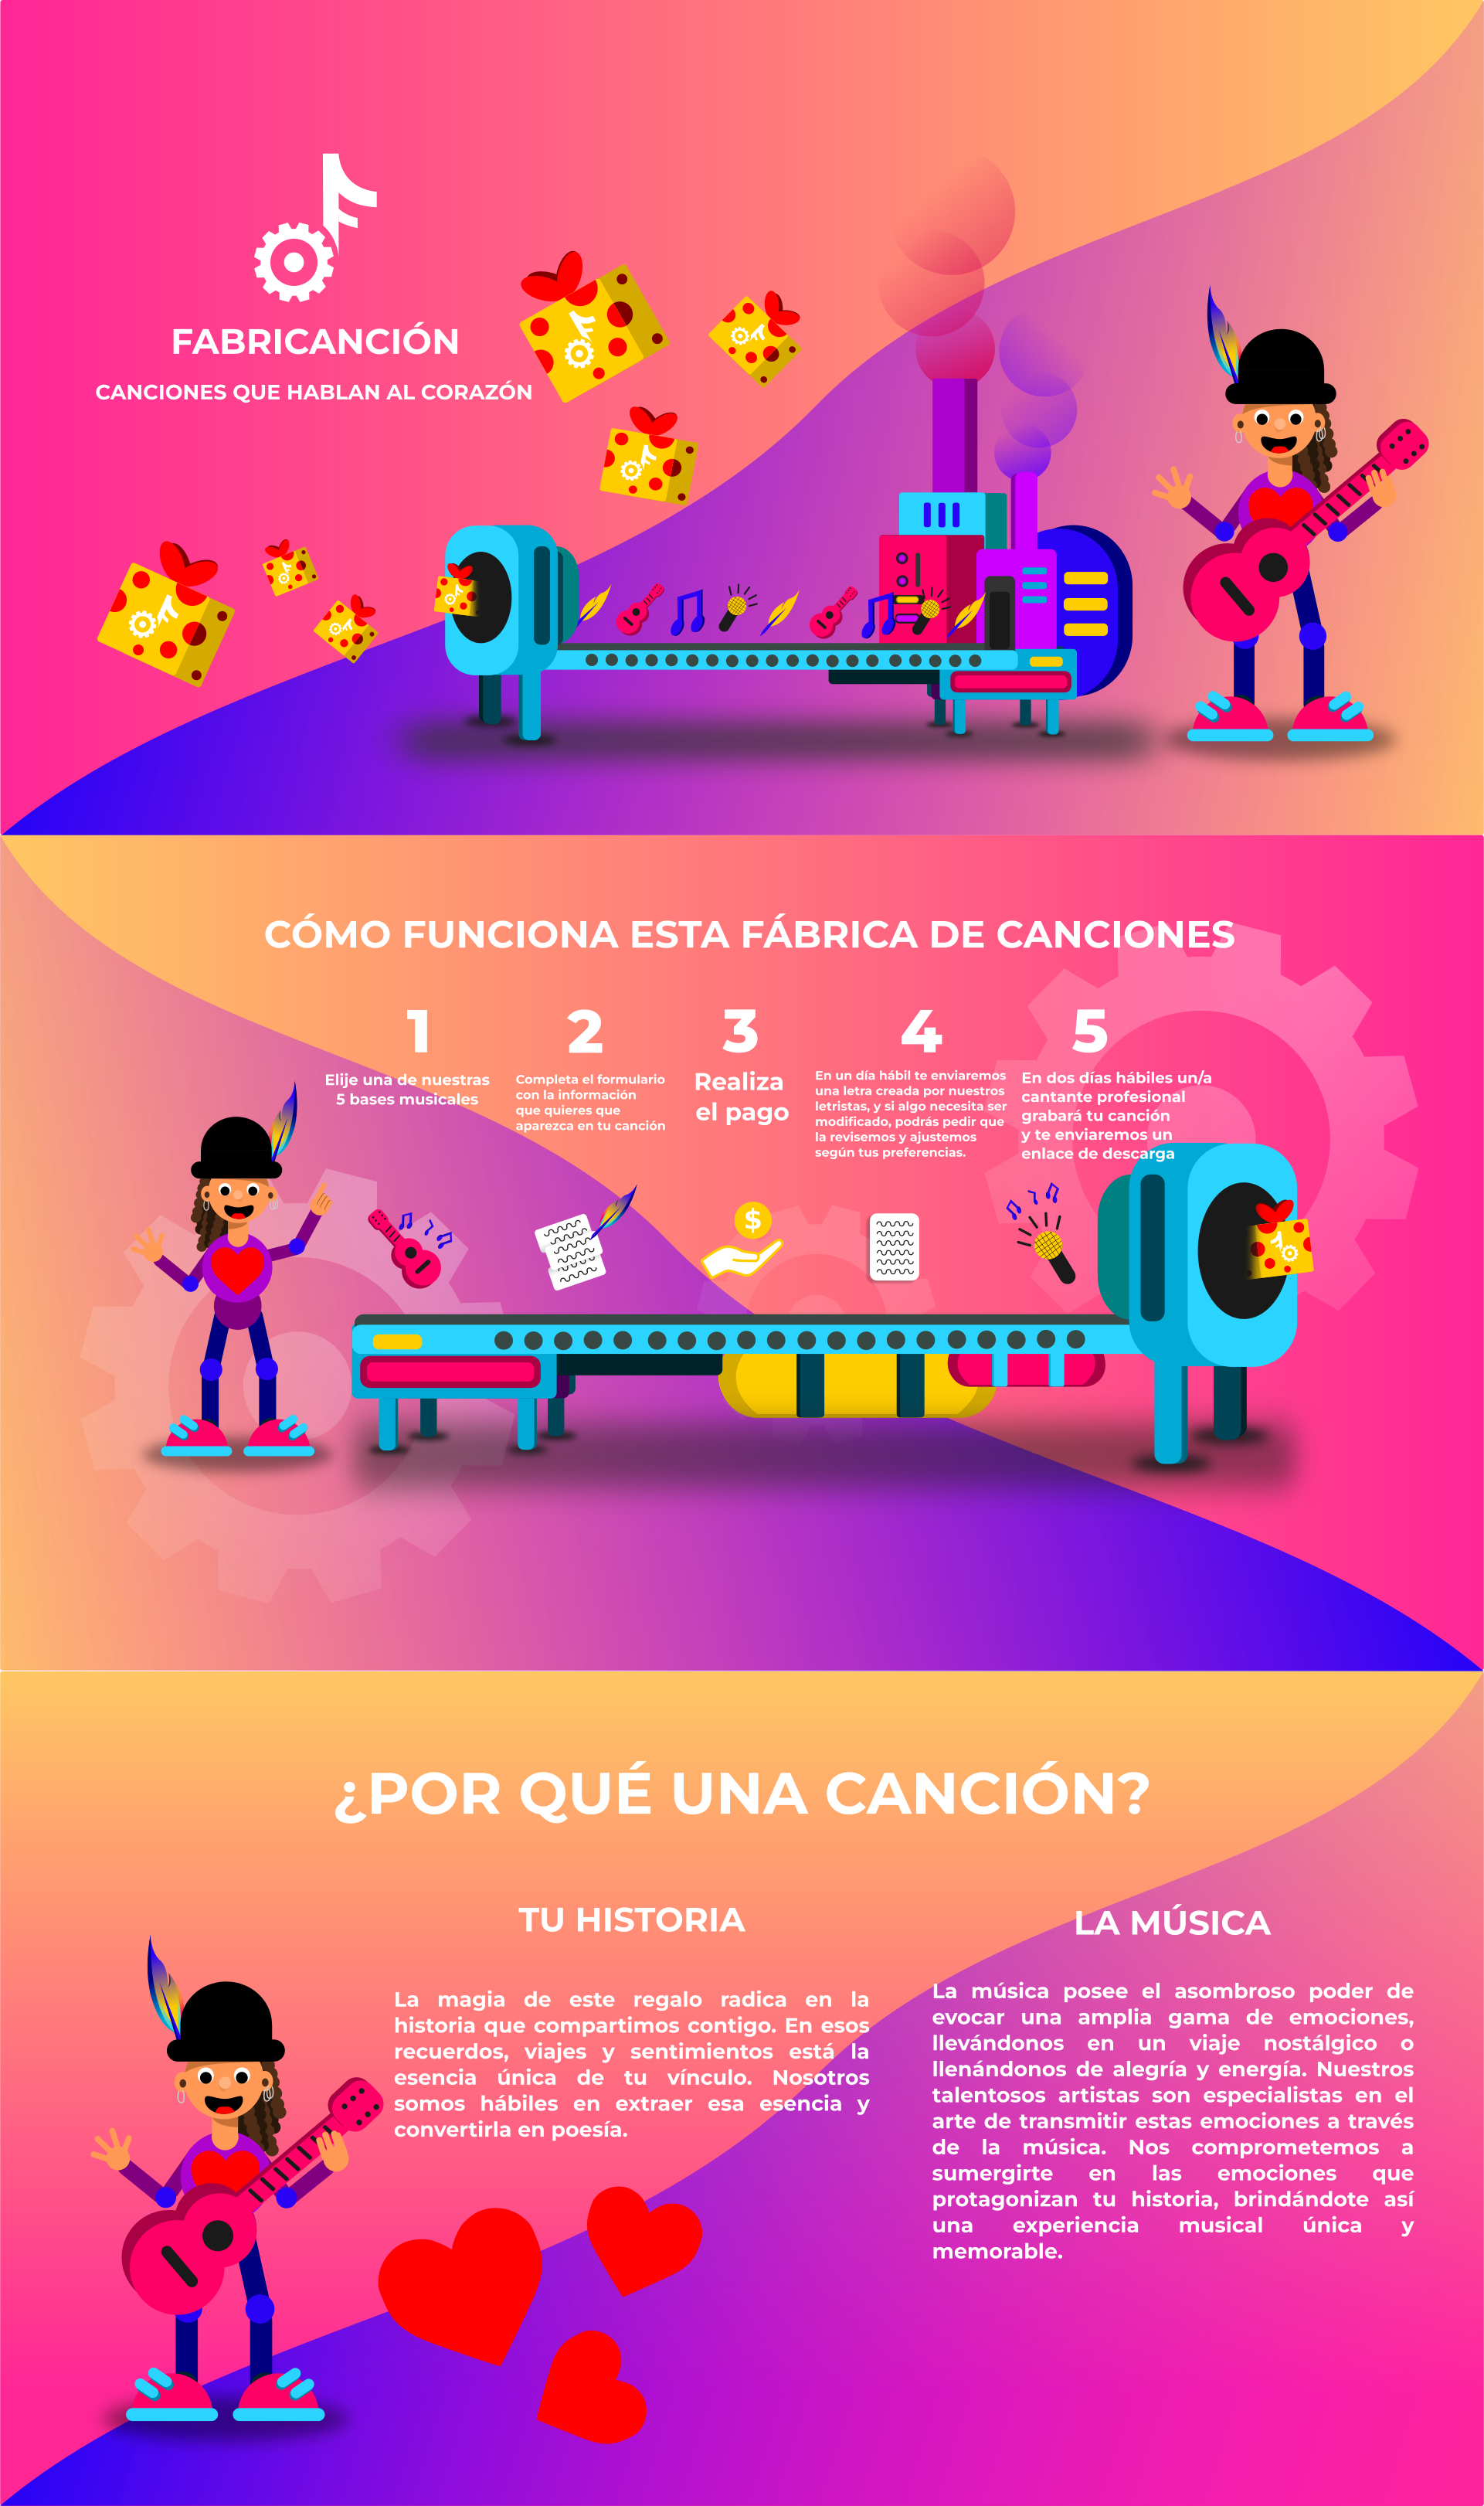 FABRICANCIÓN
CANCIONES QUE HABLAN AL CORAZÓN
CÓMO FUNCIONA ESTA FÁBRICA DE CANCIONES
1
Elije una de nuestras
5 bases musicales
2
Completa el formulario
con la información
que quieres que
aparezca en tu canción
3
Realiza
el pago
4
En un día hábil te enviaremos
una letra creada por nuestros
letristas, y si algo necesita ser
modificado, podrás pedir que
la revisemos y ajustemos
según tus preferencias.
5
En dos días hábiles un/a
cantante profesional
grabará tu canción
y te enviaremos un
enlace de descarga
$
¿POR QUÉ UNA CANCIÓN?
TU HISTORIA
La magia de este regalo radica en la
historia que compartimos contigo. En esos
recuerdos, viajes y sentimientos está la
esencia única de tu vínculo. Nosotros
somos hábiles en extraer esa esencia y
convertirla en poesía.
LA MÚSICA
La música posee el asombroso poder de
evocar una amplia gama de emociones,
llevándonos en un viaje nostálgico o
llenándonos de alegría y energía. Nuestros
talentosos artistas son especialistas en el
arte de transmitir estas emociones a través
de la música. Nos comprometemos a
sumergirte en las emociones que
protagonizan tu historia, brindándote así
una experiencia musical única y
memorable.